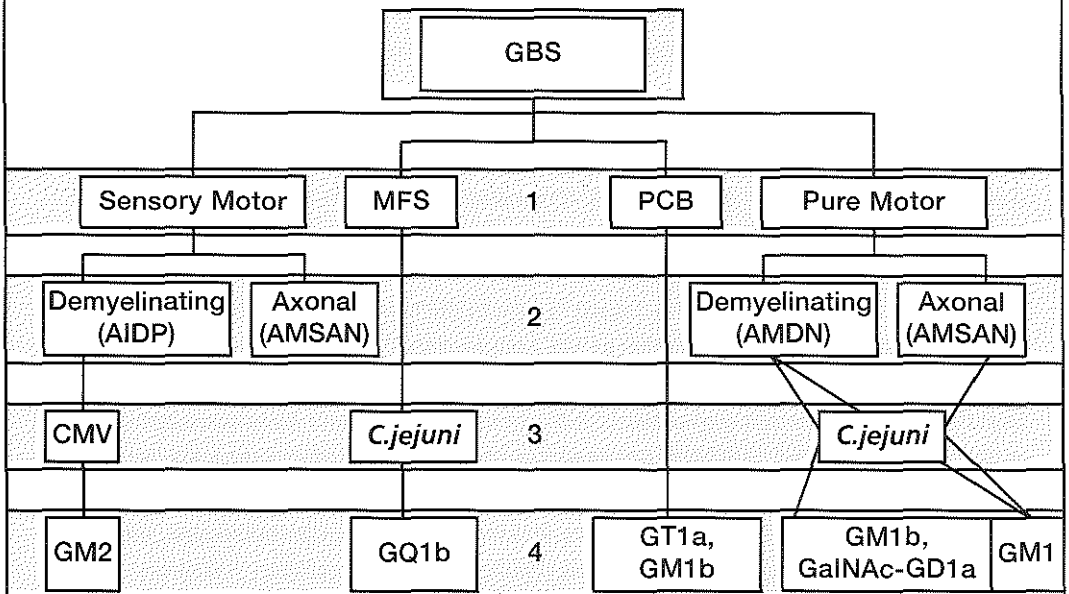 GBS
Sensory Motor
MFS
1
PCB
Pure Motor
Demyelinating
(AIDP)
Axonal
(AMSAN)
2
Demyelinating
(AMDN)
Axonal
(AMSAN)
CMV
C.jejuni
3
C.jejuni
GM2
GQ1b
4
GT1a,
GM1b
GM1b,
GalNAc-GD1a
GM1